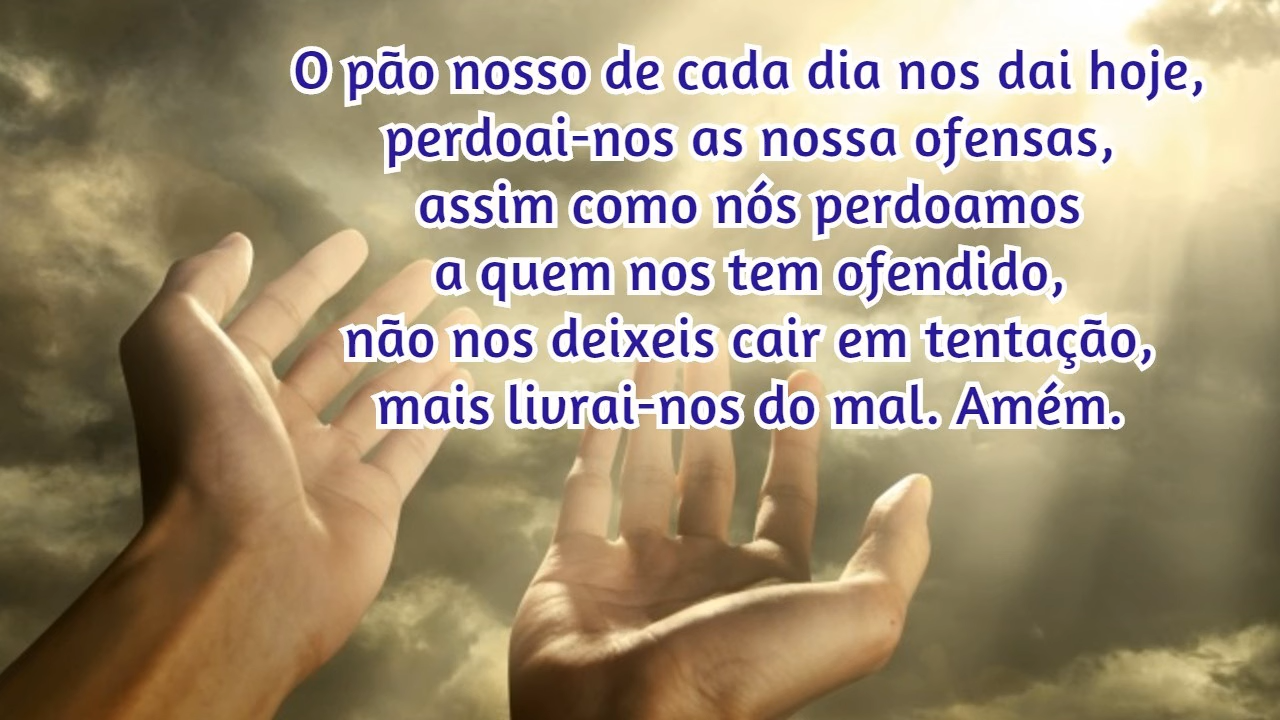 O pão nosso de cada dia nos dai hoje,
perdoai-nos as nossa ofensas,
assim como nós perdoamos
a quem nos tem ofendido,
não nos deixeis cair em tentação,
mais livrai-nos do mal. Amém.